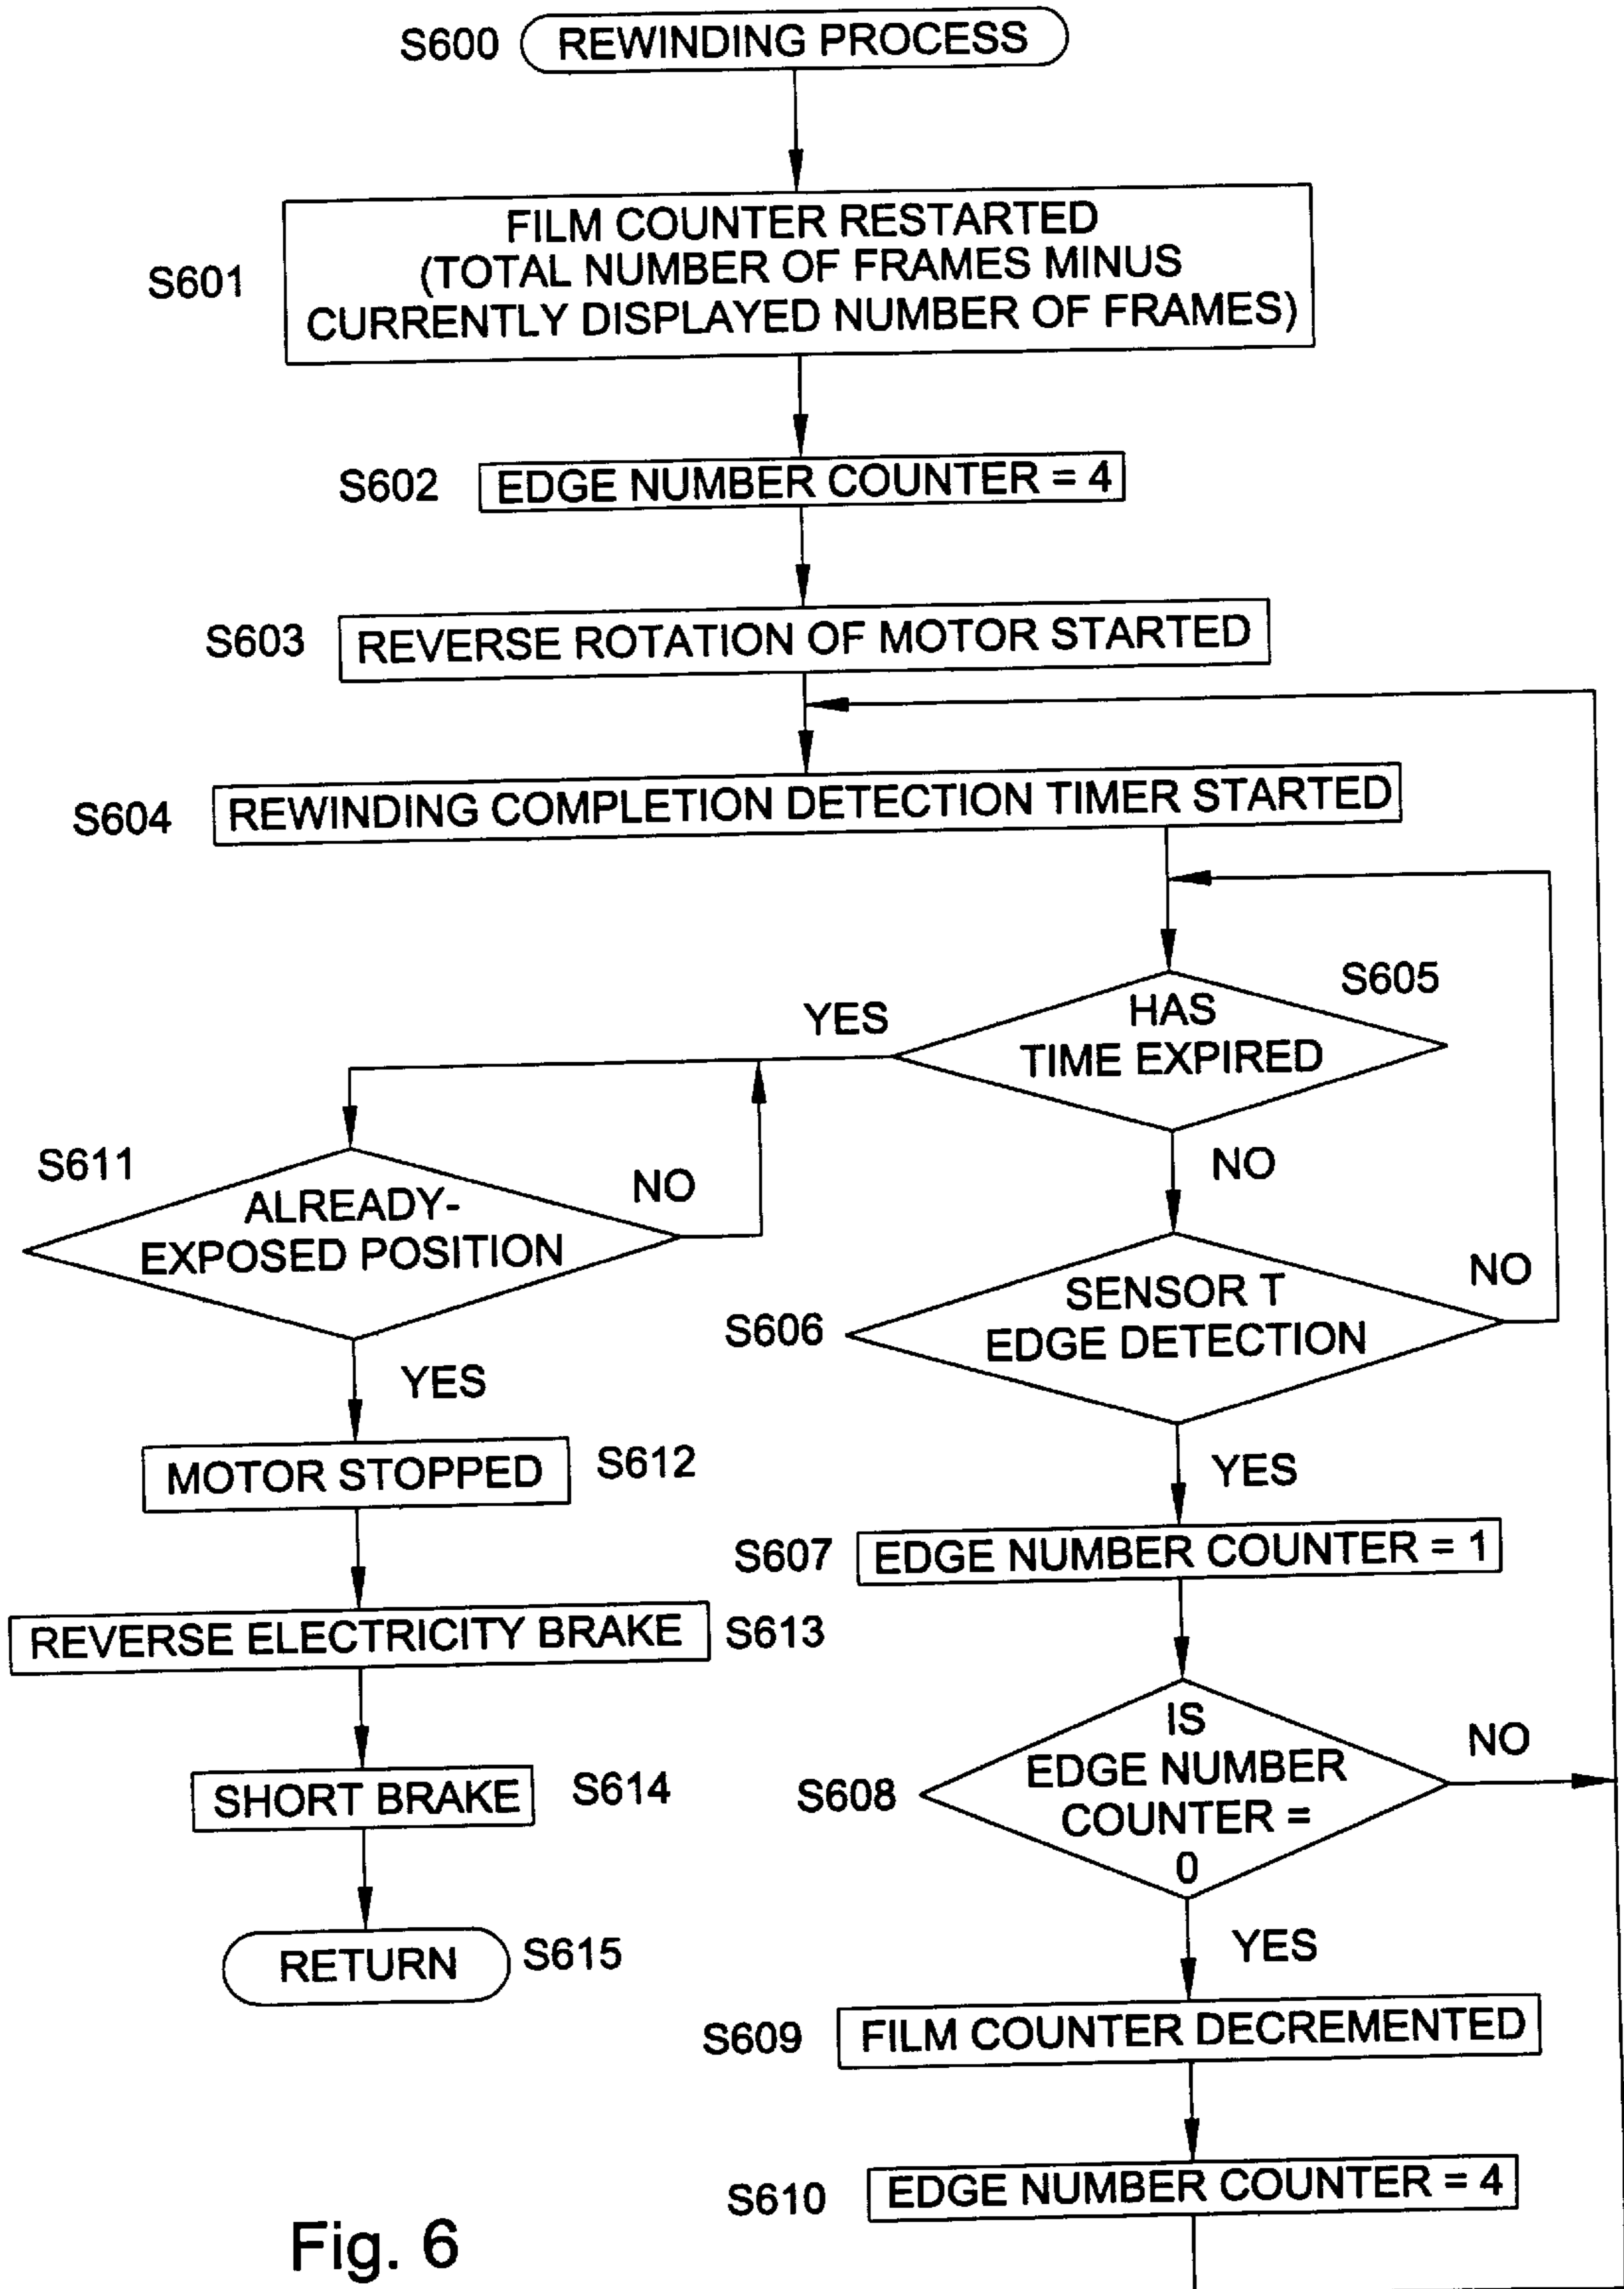 S600
REWINDING PROCESS
S601
FILM COUNTER RESTARTED
(TOTAL NUMBER OF FRAMES MINUS
CURRENTLY DISPLAYED NUMBER OF FRAMES)
S602
EDGE NUMBER COUNTER = 4
S603
REVERSE ROTATION OF MOTOR STARTED
S604
REWINDING COMPLETION DETECTION TIMER STARTED
S605
HAS
TIME EXPIRED
YES
NO
S611
ALREADY-
EXPOSED POSITION
NO
YES
S606
SENSOR T
EDGE DETECTION
NO
YES
MOTOR STOPPED
S612
S607
EDGE NUMBER COUNTER = 1
REVERSE ELECTRICITY BRAKE
S613
S608
IS
EDGE NUMBER
COUNTER =
0
NO
YES
SHORT BRAKE
S614
RETURN
S615
S609
FILM COUNTER DECREMENTED
S610
EDGE NUMBER COUNTER = 4
Fig. 6